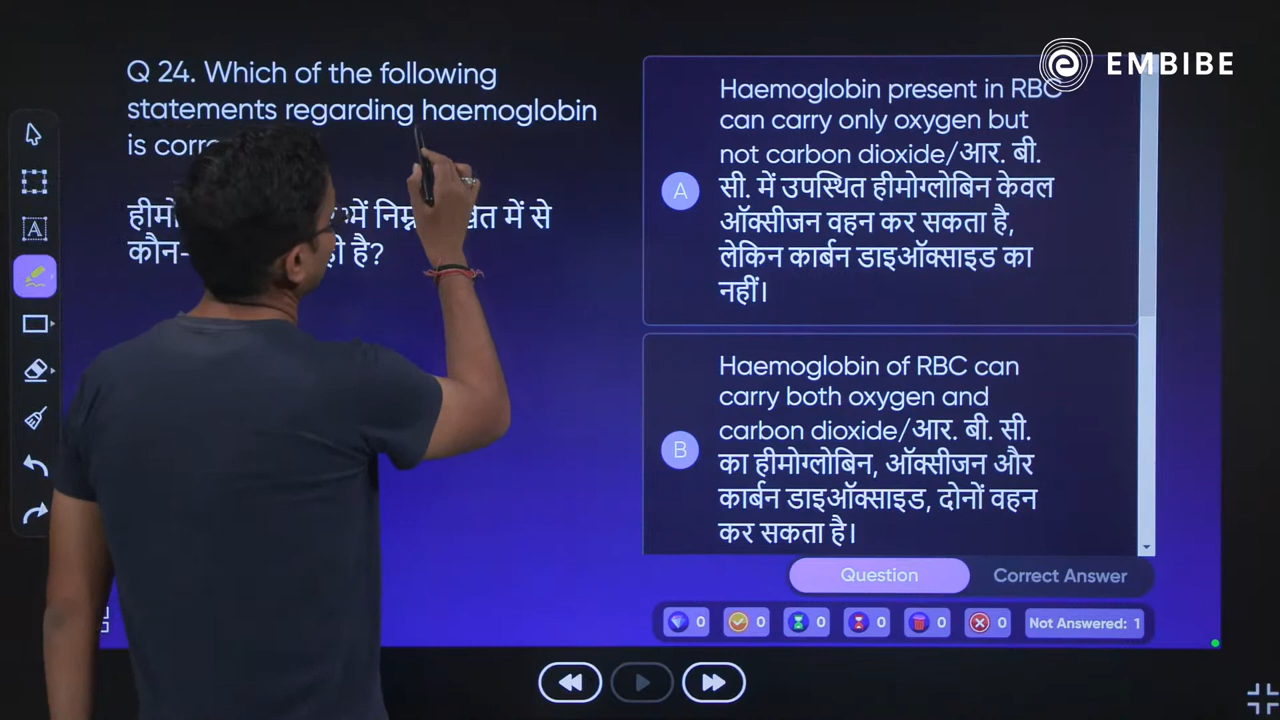 EMBIBE
Q 24. Which of the following
statements regarding haemoglobin
is
में से
कौन-
है?
A
Haemoglobin present in RBC
can carry only oxygen but
not carbon dioxide/आर. बी.
सी. में उपस्थित हीमोग्लोबिन केवल
ऑक्सीजन वहन कर सकता है,
लेकिन कार्बन डाइऑक्साइड का
नहीं।
B
Haemoglobin of RBC can
carry both oxygen and
carbon dioxide/आर. बी. सी.
का हीमोग्लोबिन, ऑक्सीजन और
कार्बन डाइऑक्साइड, दोनों वहन
कर सकता है।
Question Correct Answer
0 0 0 0 0 0 Not Answered: 1